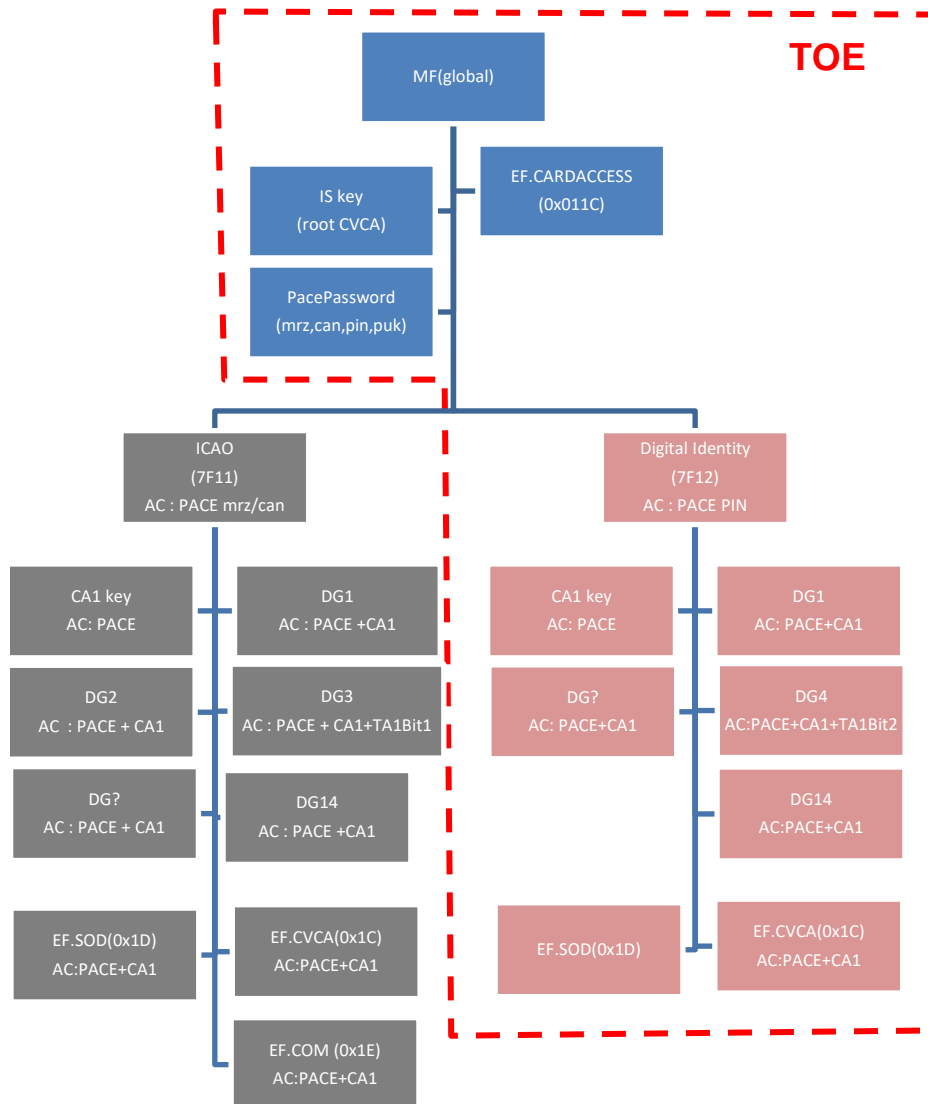 TOE
MF(global)
EF.CARDACCESS
(0x011C)
IS key
(root CVCA)
PacePassword
(mrz,can,pin,puk)
ICAO
(7F11)
AC : PACE mrz/can
Digital Identity
(7F12)
AC : PACE PIN
CA1 key
AC: PACE
DG1
AC : PACE +CA1
DG2
AC : PACE + CA1
DG3
AC : PACE + CA1+TA1Bit1
DG?
AC : PACE + CA1
DG14
AC : PACE +CA1
EF.SOD(0x1D)
AC:PACE+CA1
EF.CVCA(0x1C)
AC:PACE+CA1
EF.COM (0x1E)
AC:PACE+CA1
CA1 key
AC: PACE
DG1
AC: PACE+CA1
DG?
AC: PACE+CA1
DG4
AC:PACE+CA1+TA1Bit2
DG14
AC:PACE+CA1
EF.SOD(0x1D)
EF.CVCA(0x1C)
AC:PACE+CA1